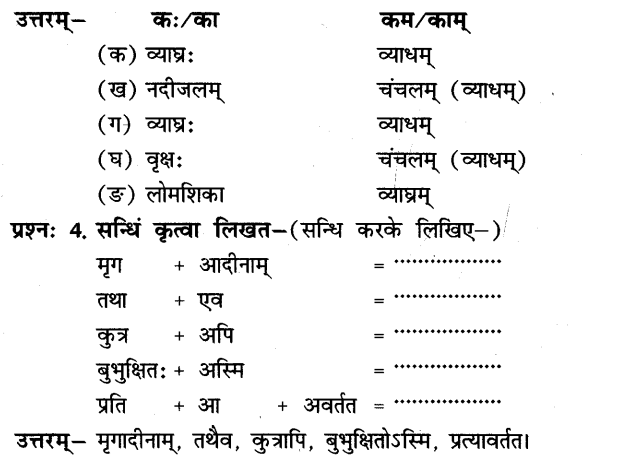 उत्तरम्– कः/का कम/काम्
(क) व्याघ्रः व्याधम्
(ख) नदीजलम् चंचलम् (व्याधम्)
(ग) व्याघ्रः व्याधम्
(घ) वृक्षः चंचलम् (व्याधम्)
(ङ) लोमशिका व्याघ्रम्
प्रश्नः 4. सन्धिं कृत्वा लिखत–(सन्धि करके लिखिए–)
मृग + आदीनाम् = ..................
तथा + एव = ..................
कुत्र + अपि = ..................
बुभुक्षितः + अस्मि = ..................
प्रति + आ + अवर्तत = ..................
उत्तरम्– मृगादीनाम्, तथैव, कुत्रापि, बुभुक्षितोऽस्मि, प्रत्यावर्तत।